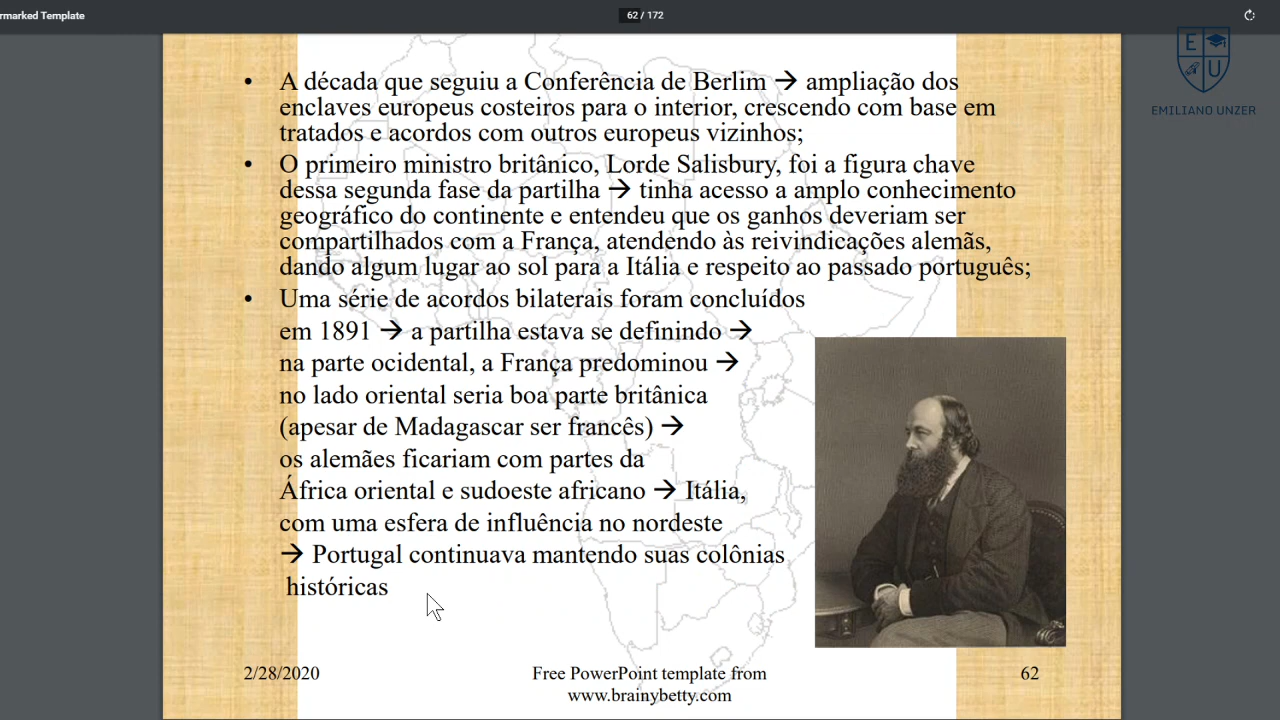 rmarked Template
62 / 172
E
U
EMILIANO UNZER
• A década que seguiu a Conferência de Berlim → ampliação dos
enclaves europeus costeiros para o interior, crescendo com base em
tratados e acordos com outros europeus vizinhos;
• O primeiro ministro britânico, Lorde Salisbury, foi a figura chave
dessa segunda fase da partilha → tinha acesso a amplo conhecimento
geográfico do continente e entendeu que os ganhos deveriam ser
compartilhados com a França, atendendo às reivindicações alemãs,
dando algum lugar ao sol para a Itália e respeito ao passado português;
• Uma série de acordos bilaterais foram concluídos
em 1891 → a partilha estava se definindo →
na parte ocidental, a França predominou →
no lado oriental seria boa parte britânica
(apesar de Madagascar ser francês) →
os alemães ficariam com partes da
África oriental e sudoeste africano → Itália,
com uma esfera de influência no nordeste
→ Portugal continuava mantendo suas colônias
históricas
2/28/2020
Free PowerPoint template from
www.brainybetty.com
62